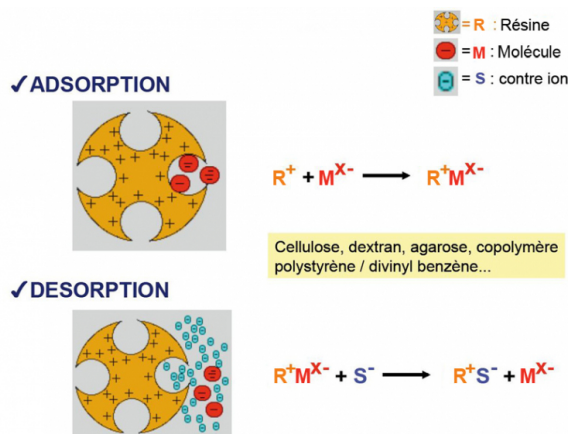 = R : Résine
= M : Molécule
= S : contre ion
✓ADSORPTION
R⁺ + Mˣ⁻ → R⁺Mˣ⁻
Cellulose, dextran, agarose, copolymère
polystyrène / divinyl benzène...
✓DESORPTION
R⁺Mˣ⁻ + S⁻ → R⁺S⁻ + Mˣ⁻